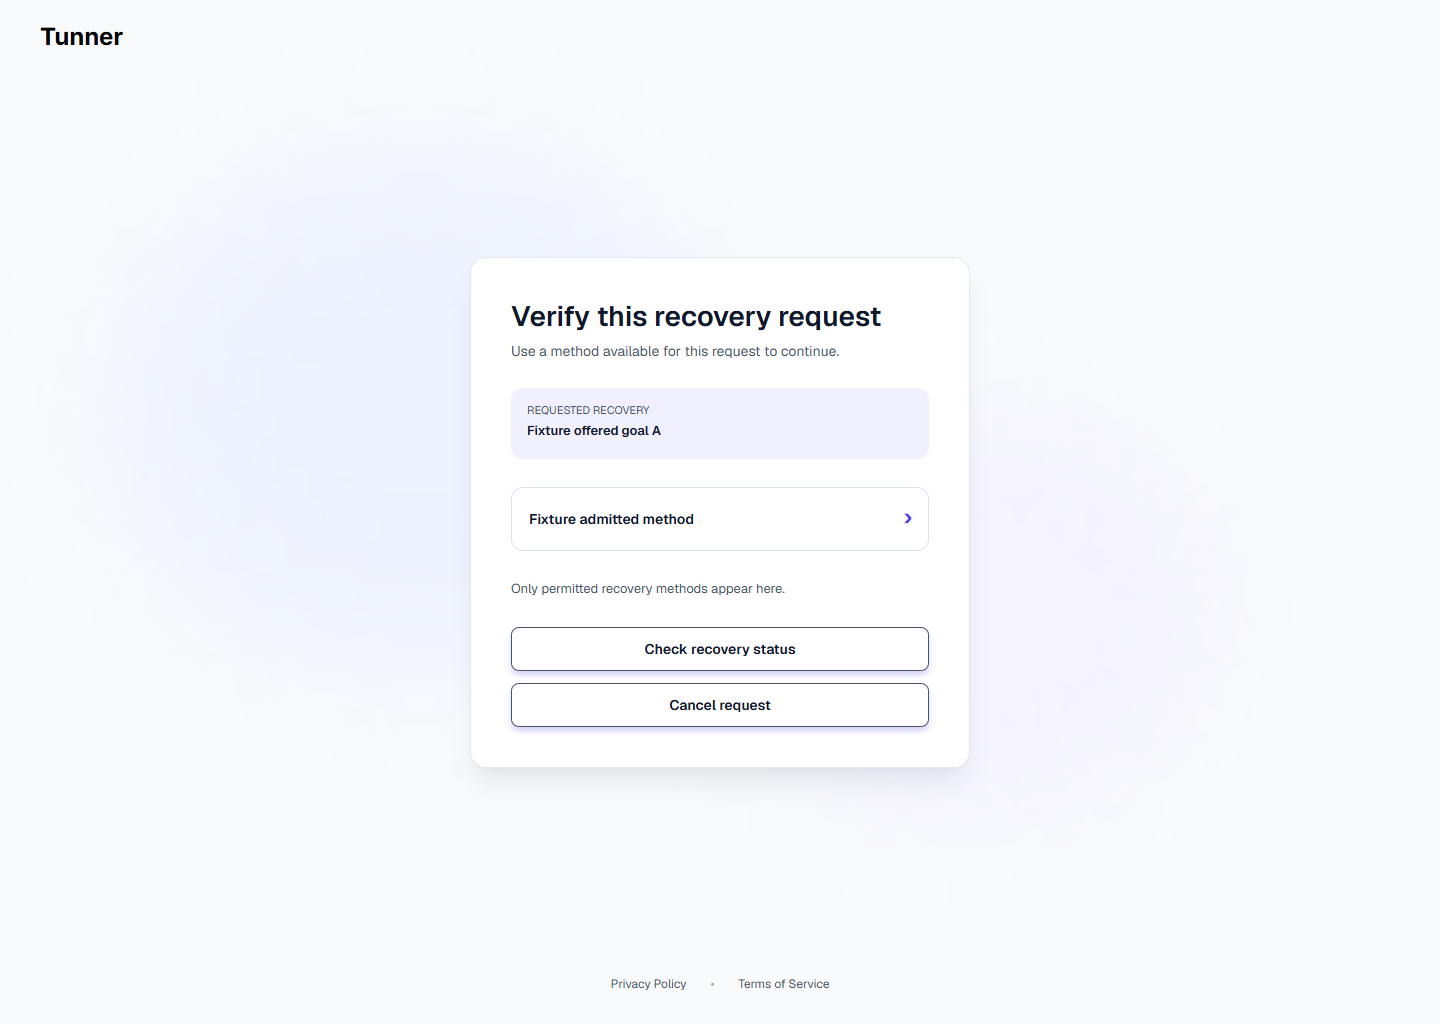 Tunner
Verify this recovery request
Use a method available for this request to continue.
REQUESTED RECOVERY
Fixture offered goal A
Fixture admitted method
Only permitted recovery methods appear here.
Check recovery status
Cancel request
Privacy Policy • Terms of Service